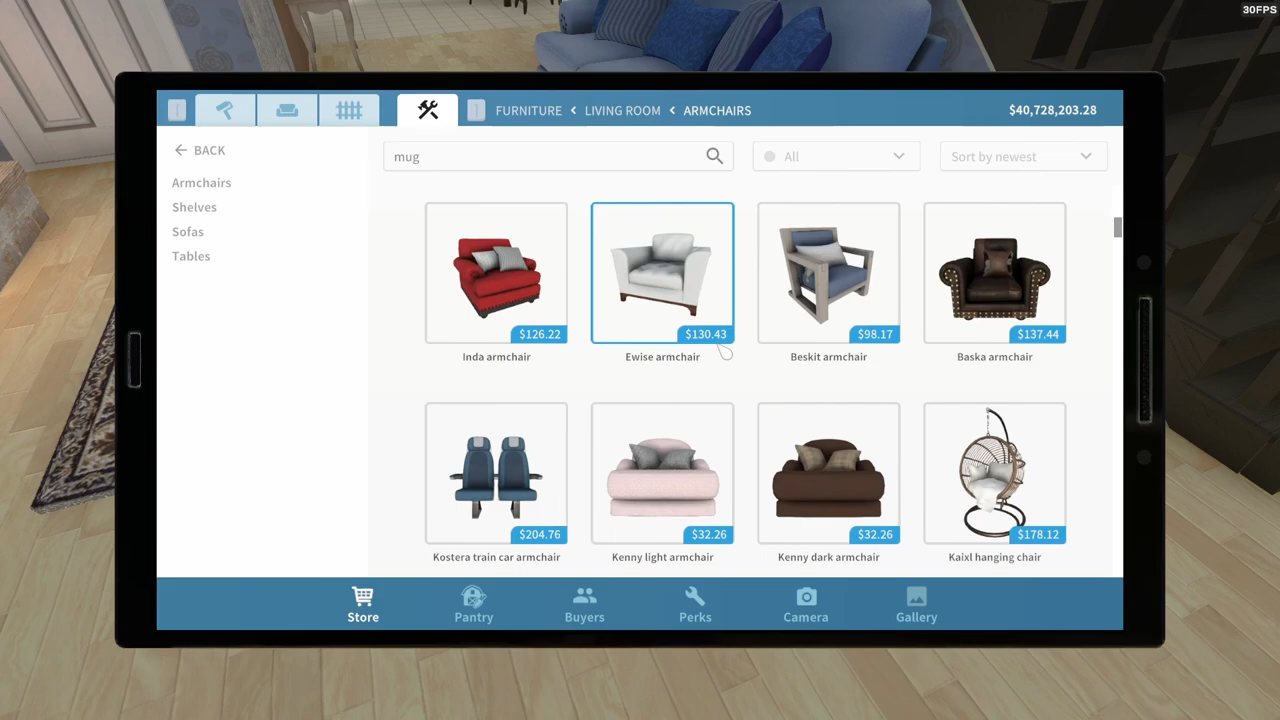 30FPS
FURNITURE < LIVING ROOM < ARMCHAIRS
$40,728,203.28
BACK
mug
All
Sort by newest
Armchairs
Shelves
Sofas
Tables
$126.22
$130.43
$98.17
$137.44
Inda armchair
Ewise armchair
Beskit armchair
Baska armchair
$204.76
$32.26
$32.26
$178.12
Kostera train car armchair
Kenny light armchair
Kenny dark armchair
Kaixl hanging chair
Store
Pantry
Buyers
Perks
Camera
Gallery